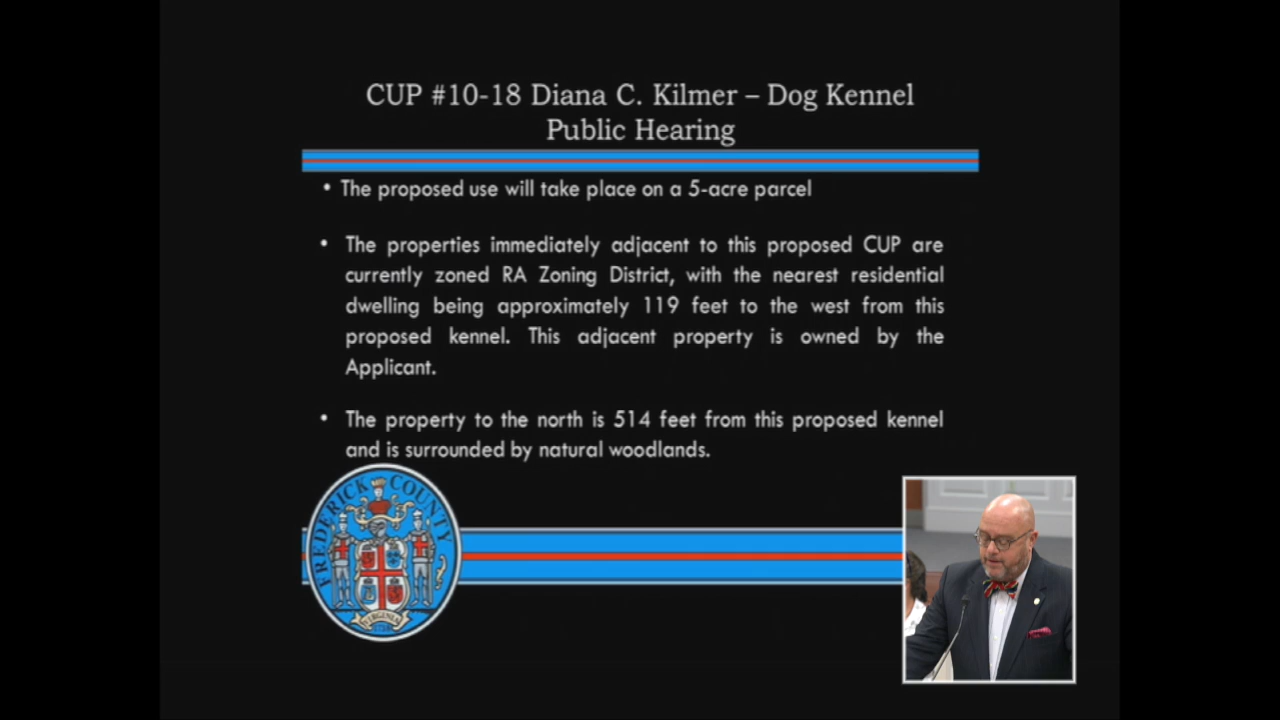 CUP #10-18 Diana C. Kilmer – Dog Kennel
Public Hearing
• The proposed use will take place on a 5-acre parcel
• The properties immediately adjacent to this proposed CUP are
currently zoned RA Zoning District, with the nearest residential
dwelling being approximately 119 feet to the west from this
proposed kennel. This adjacent property is owned by the
Applicant.
• The property to the north is 514 feet from this proposed kennel
and is surrounded by natural woodlands.
FREDERICK COUNTY
VIRGINIA